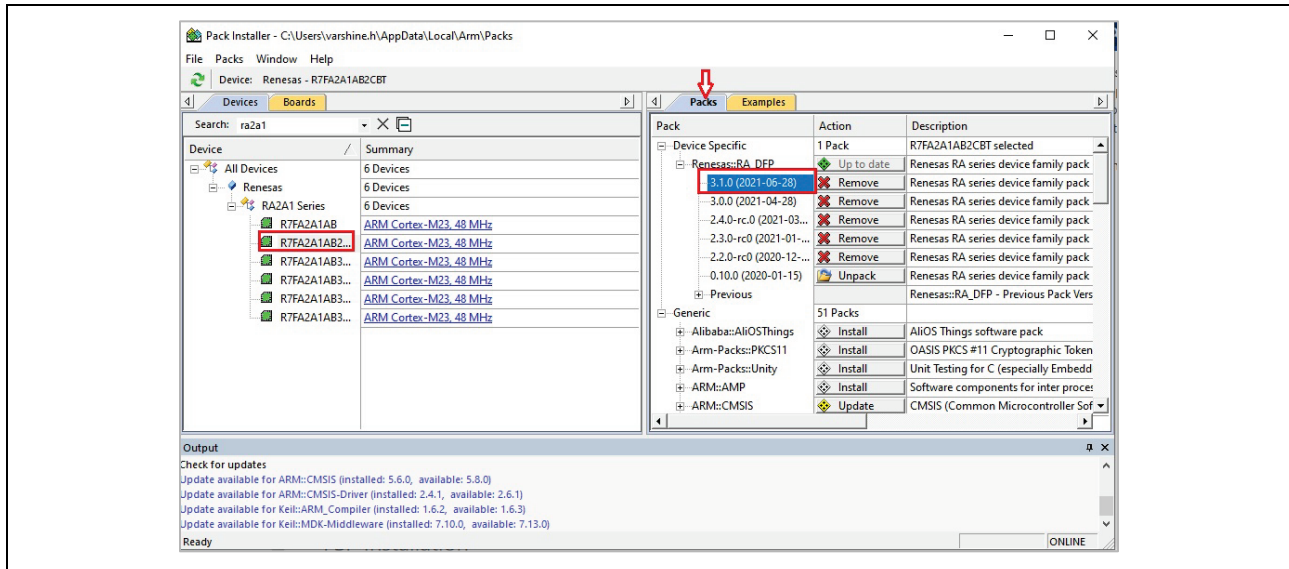 Pack Installer - C:\Users\varshine.h\AppData\Local\Arm\Packs
File Packs Window Help
Device: Renesas - R7FA2A1AB2CBT
Devices Boards
Search: ra2a1
Device / Summary
All Devices 6 Devices
Renesas 6 Devices
RA2A1 Series 6 Devices
R7FA2A1AB ARM Cortex-M23, 48 MHz
R7FA2A1AB2... ARM Cortex-M23, 48 MHz
R7FA2A1AB3... ARM Cortex-M23, 48 MHz
R7FA2A1AB3... ARM Cortex-M23, 48 MHz
R7FA2A1AB3... ARM Cortex-M23, 48 MHz
R7FA2A1AB3... ARM Cortex-M23, 48 MHz
Packs Examples
Pack Action Description
Device Specific 1 Pack R7FA2A1AB2CBT selected
Renesas::RA_DFP Up to date Renesas RA series device family pack
3.1.0 (2021-06-28) Remove Renesas RA series device family pack
3.0.0 (2021-04-28) Remove Renesas RA series device family pack
2.4.0-rc.0 (2021-03... Remove Renesas RA series device family pack
2.3.0-rc0 (2021-01-... Remove Renesas RA series device family pack
2.2.0-rc0 (2020-12-... Remove Renesas RA series device family pack
0.10.0 (2020-01-15) Unpack Renesas RA series device family pack
Previous Renesas::RA_DFP - Previous Pack Vers
Generic 51 Packs
Alibaba::AliOSThings Install AliOS Things software pack
Arm-Packs::PKCS11 Install OASIS PKCS #11 Cryptographic Token
Arm-Packs::Unity Install Unit Testing for C (especially Embedd
ARM::AMP Install Software components for inter proces
ARM::CMSIS Update CMSIS (Common Microcontroller Sof
Output
Check for updates
Update available for ARM::CMSIS (installed: 5.6.0, available: 5.8.0)
Update available for ARM::CMSIS-Driver (installed: 2.4.1, available: 2.6.1)
Update available for Keil::ARM_Compiler (installed: 1.6.2, available: 1.6.3)
Update available for Keil::MDK-Middleware (installed: 7.10.0, available: 7.13.0)
Ready ONLINE